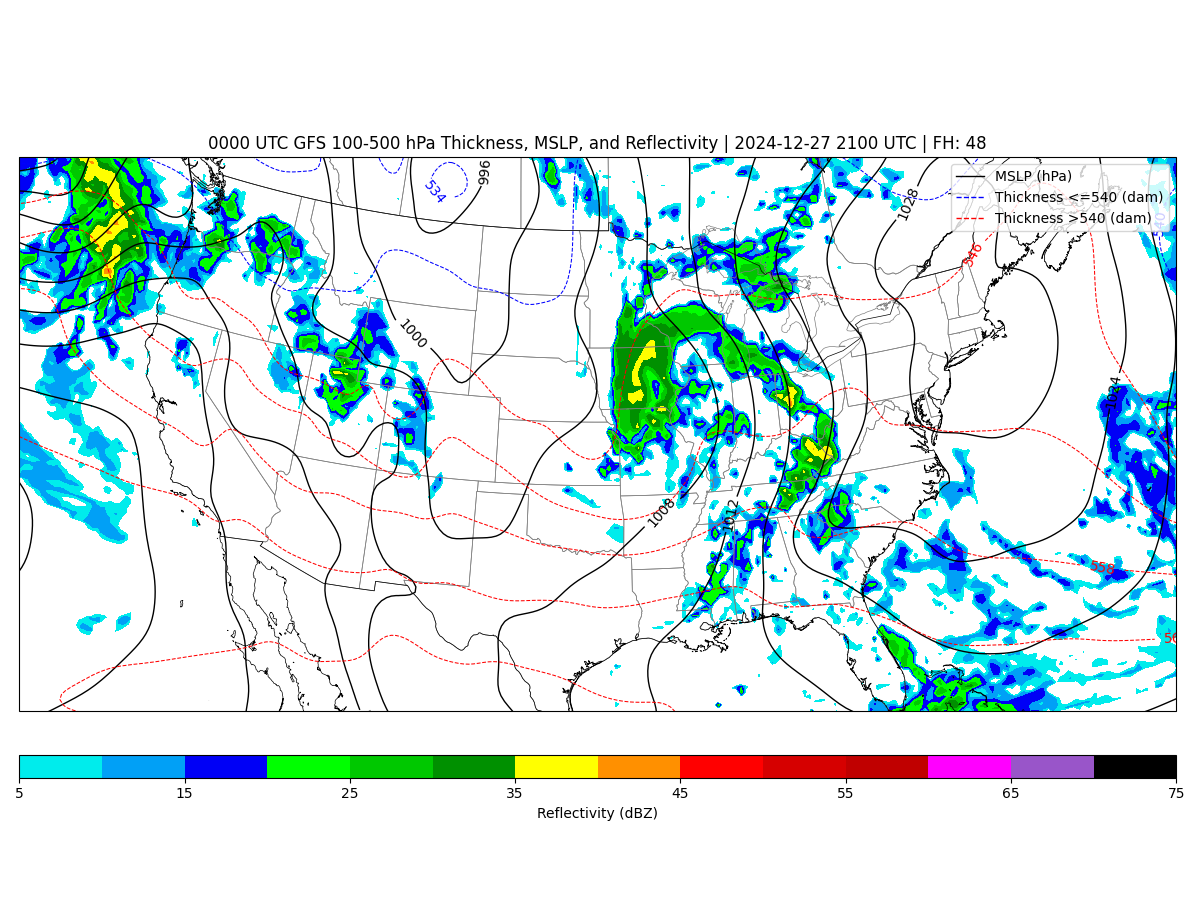 0000 UTC GFS 100-500 hPa Thickness, MSLP, and Reflectivity | 2024-12-27 2100 UTC | FH: 48
MSLP (hPa)
Thickness <=540 (dam)
Thickness >540 (dam)
996
534
1028
546
540
1000
1024
1008
1012
558
5 15 25 35 45 55 65 75
Reflectivity (dBZ)